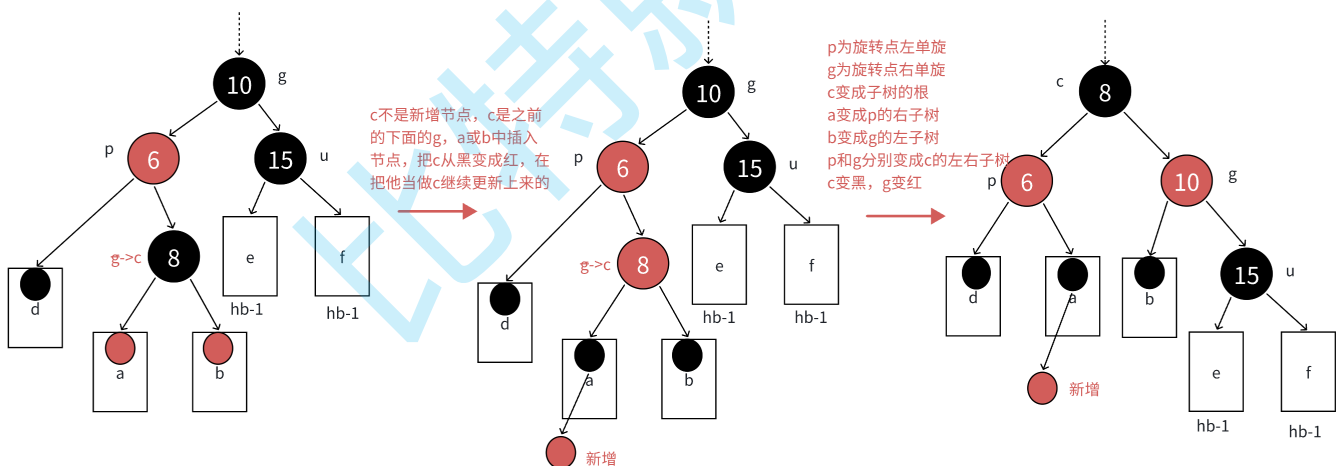 10
g
p
6
15
u
g->c
8
e
f
d
hb-1
hb-1
a
b
c不是新增节点，c是之前
的下面的g，a或b中插入
节点，把c从黑变成红，在
把他当做c继续更新上来的
10
g
p
6
15
u
g->c
8
e
f
d
hb-1
hb-1
a
b
新增
p为旋转点左单旋
g为旋转点右单旋
c变成子树的根
a变成p的右子树
b变成g的左子树
p和g分别变成c的左右子树
c变黑，g变红
c
8
p
6
10
g
d
a
b
15
u
新增
e
f
hb-1
hb-1
比特